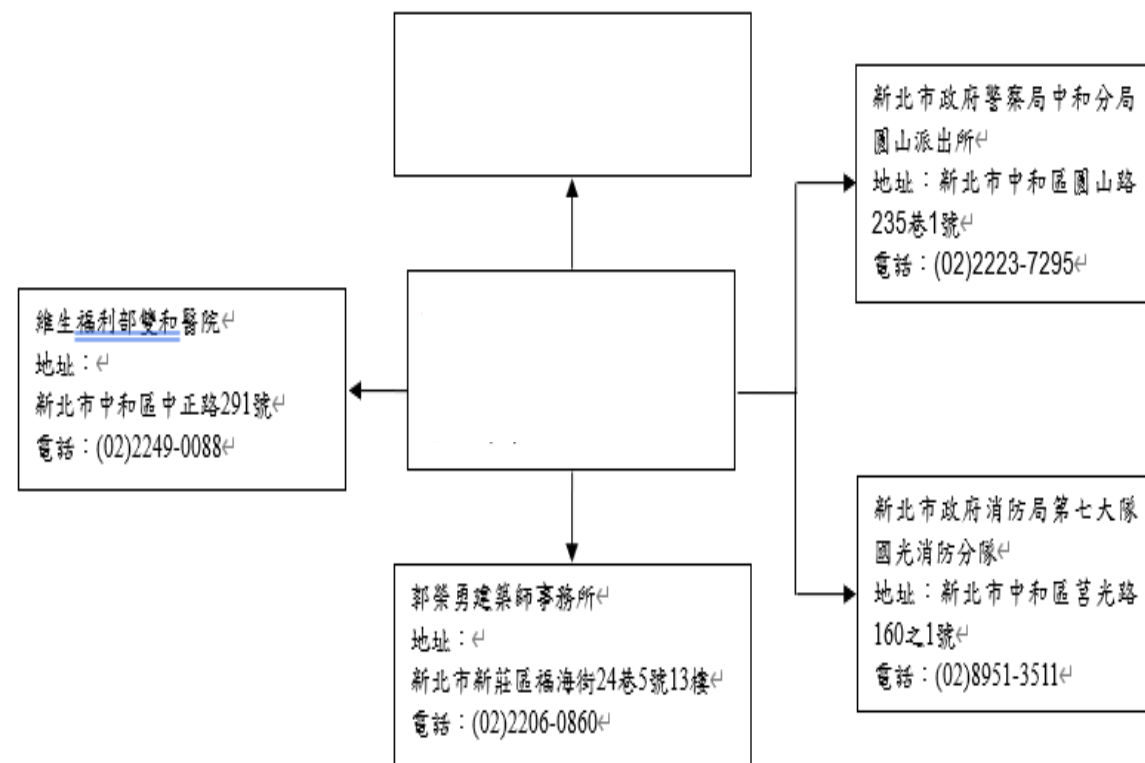 新北市政府警察局中和分局
圓山派出所
地址：新北市中和區圓山路
235巷1號
電話：(02)2223-7295
維生福利部雙和醫院
地址：
新北市中和區中正路291號
電話：(02)2249-0088
新北市政府消防局第七大隊
國光消防分隊
地址：新北市中和區莒光路
160之1號
電話：(02)8951-3511
郭榮勇建築師事務所
地址：
新北市新莊區福海街24巷5號13樓
電話：(02)2206-0860